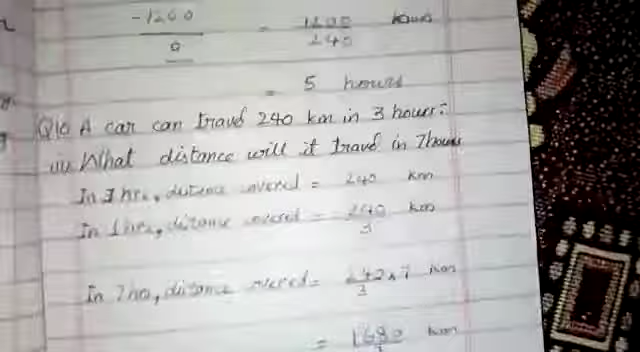 -1200
0
= 1200 hours
240
= 5 hours
Q10 A car can travel 240 km in 3 hours:
What distance will it travel in 7 hours
In 3 hrs, distance covered = 240 km
In 1 hrs, distance covered = 240 km
3
In 7 hrs, distance covered = 240 x 7 km
3
= 1680 km
3